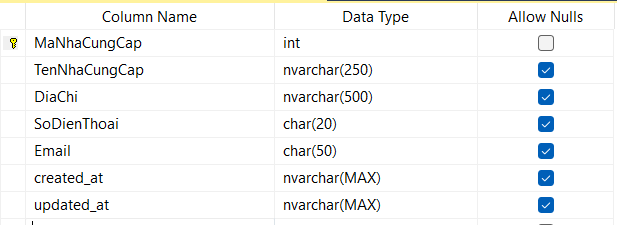 Column Name Data Type Allow Nulls
MaNhaCungCap int
TenNhaCungCap nvarchar(250)
DiaChi nvarchar(500)
SoDienThoai char(20)
Email char(50)
created_at nvarchar(MAX)
updated_at nvarchar(MAX)